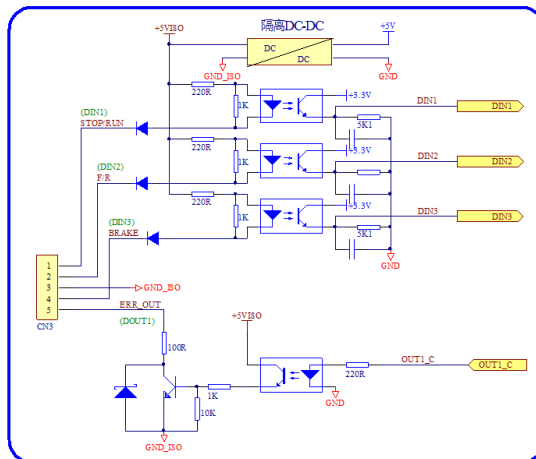 隔离DC-DC
+5VISO
+5V
DC
DC
GND_ISO
GND
220R
1K
+3.3V
(DIN1)
STOP/RUN
DIN1
DIN1
5K1
+3.3V
(DIN2)
F/R
220R
1K
DIN2
DIN2
+3.3V
(DIN3)
BRAKE
220R
1K
DIN3
DIN3
5K1
GND
1
2
3
4
5
CN3
GND_ISO
ERR_OUT
(DOUT1)
+5VISO
100R
OUT1_C
OUT1_C
220R
1K
10K
GND
GND_ISO